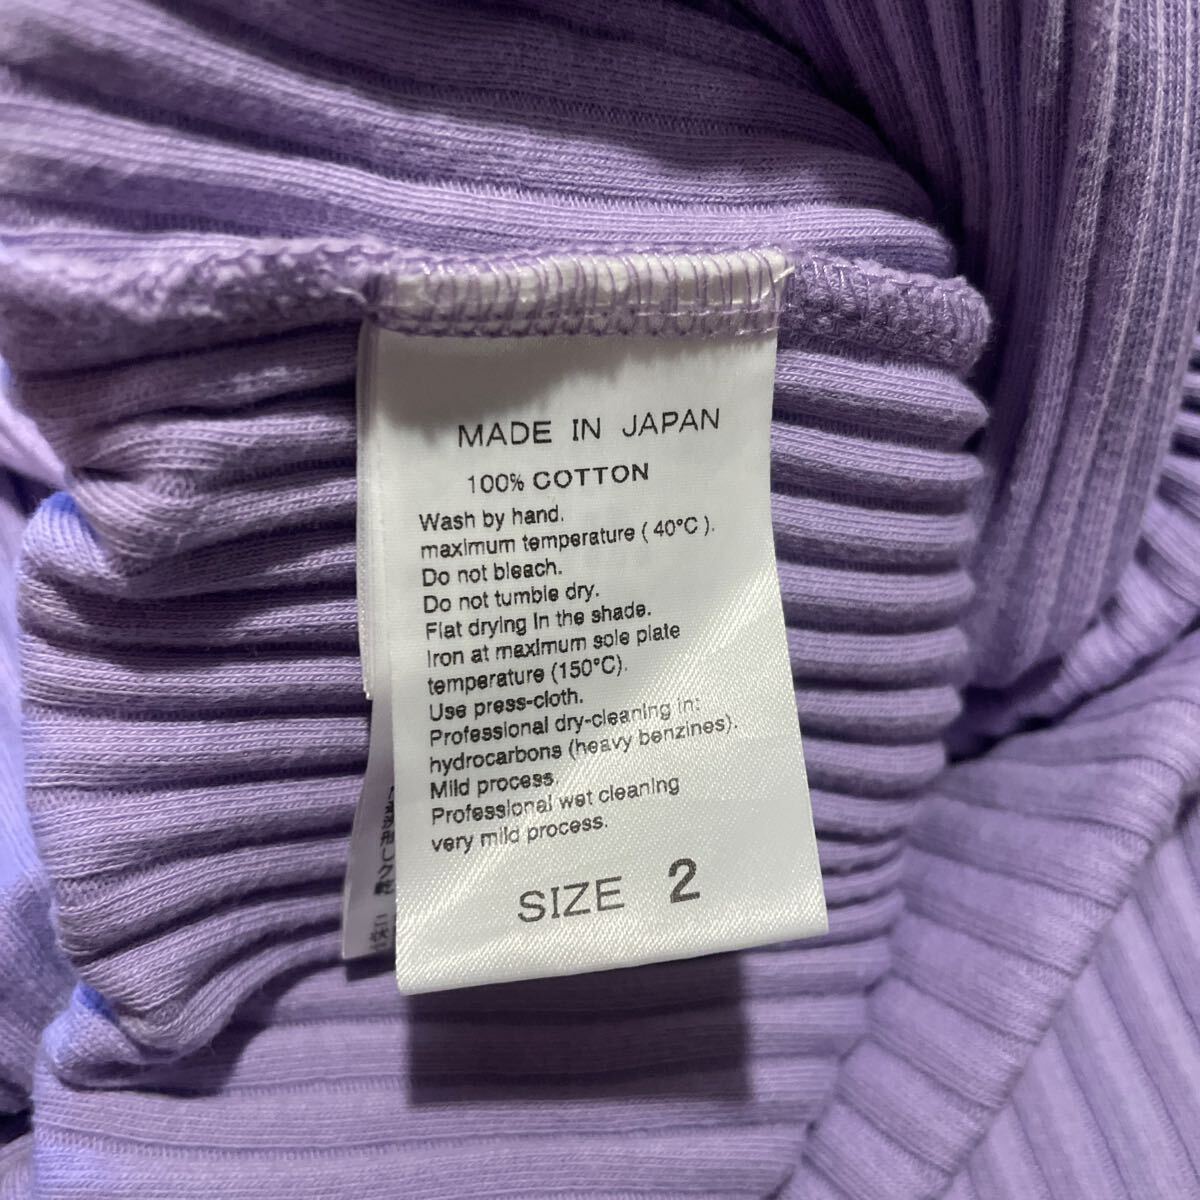 MADE IN JAPAN
100% COTTON
Wash by hand.
maximum temperature ( 40°C ).
Do not bleach.
Do not tumble dry.
Flat drying in the shade.
Iron at maximum sole plate
temperature (150°C).
Use press-cloth.
Professional dry-cleaning in:
hydrocarbons (heavy benzines).
Mild process.
Professional wet cleaning
very mild process.
SIZE 2